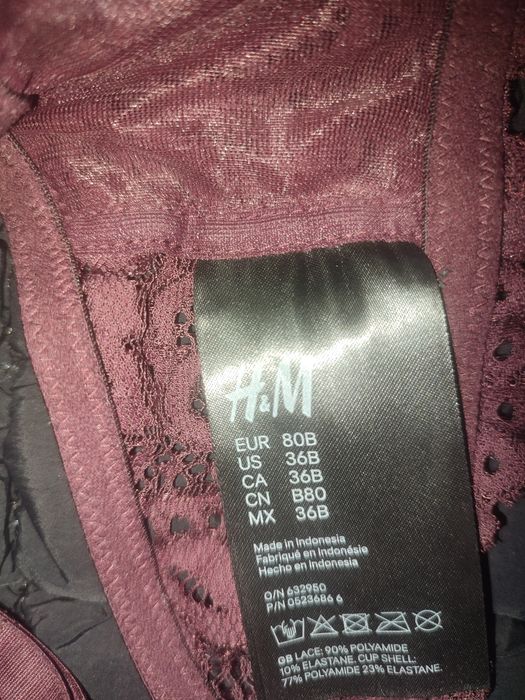 H&M
EUR 80B
US 36B
CA 36B
CN B80
MX 36B
Made in Indonesia
Fabriqué en Indonésie
Hecho en Indonesia
O/N 632950
P/N 0523686 6
GB LACE: 90% POLYAMIDE
10% ELASTANE. CUP SHELL:
77% POLYAMIDE 23% ELASTANE.